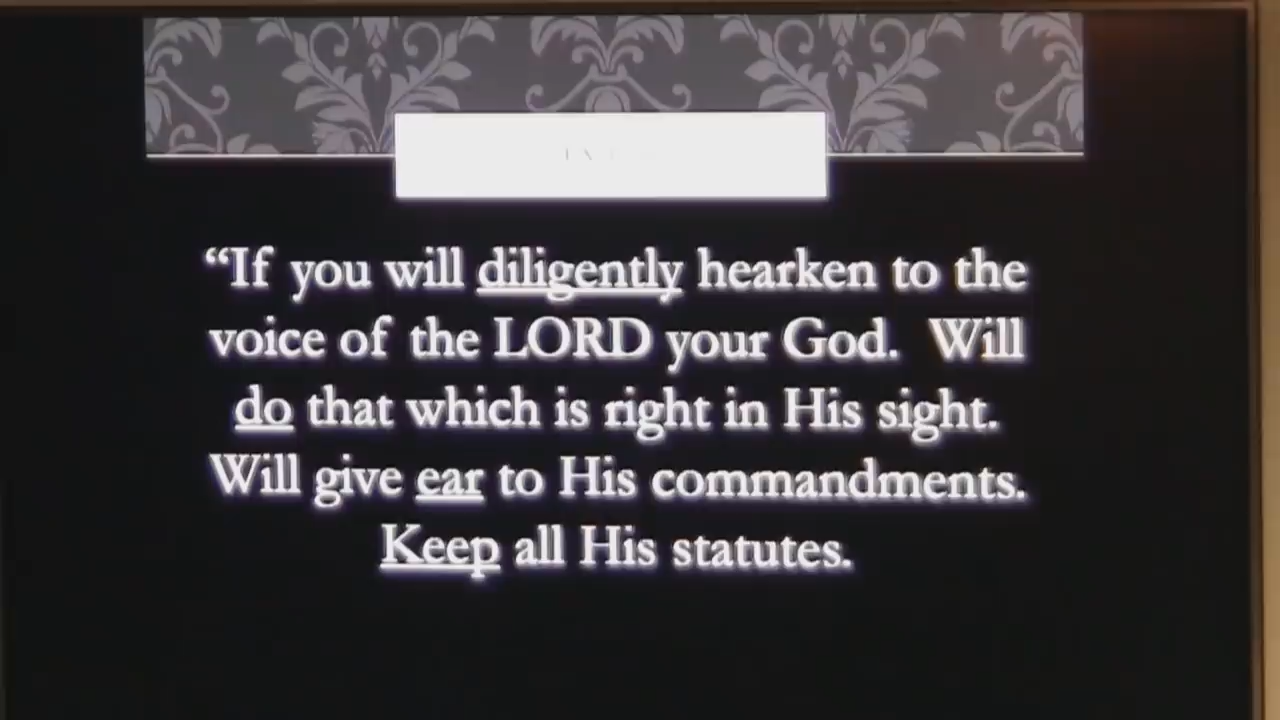 “If you will diligently hearken to the
voice of the LORD your God. Will
do that which is right in His sight.
Will give ear to His commandments.
Keep all His statutes.